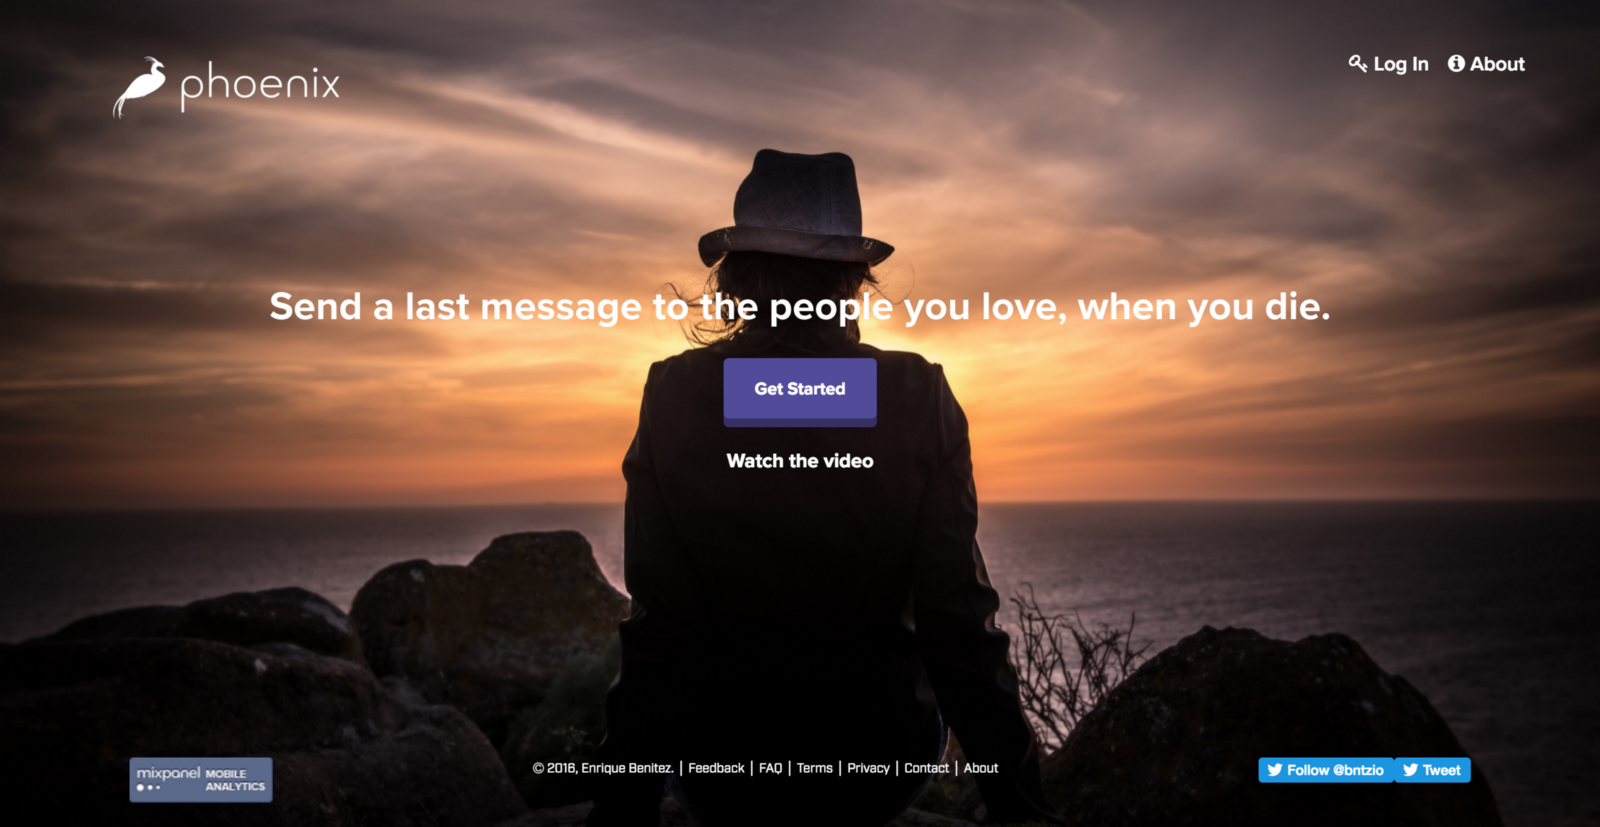 phoenix
Log In
About
Send a last message to the people you love, when you die.
Get Started
Watch the video
mixpanel MOBILE
ANALYTICS
© 2016, Enrique Benitez. | Feedback | FAQ | Terms | Privacy | Contact | About
Follow @bntzio
Tweet